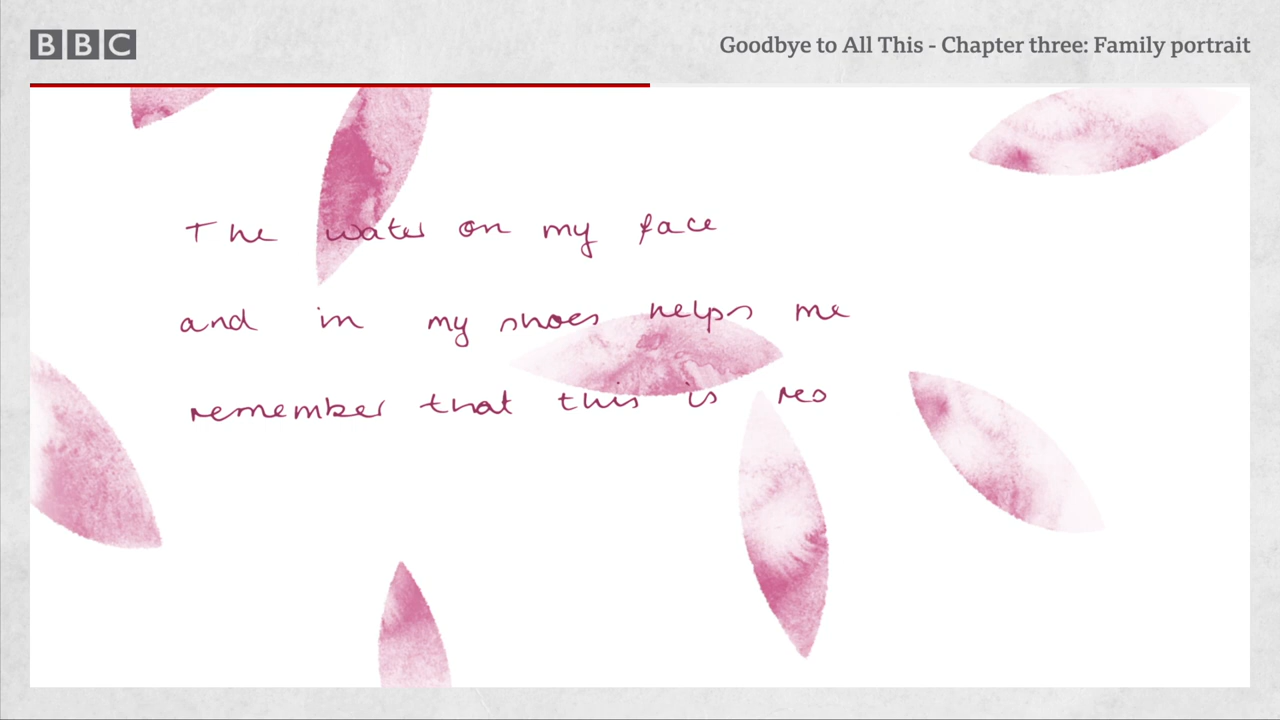 BBC
Goodbye to All This - Chapter three: Family portrait
The water on my face
and in my shoes helps me
remember that this is reo